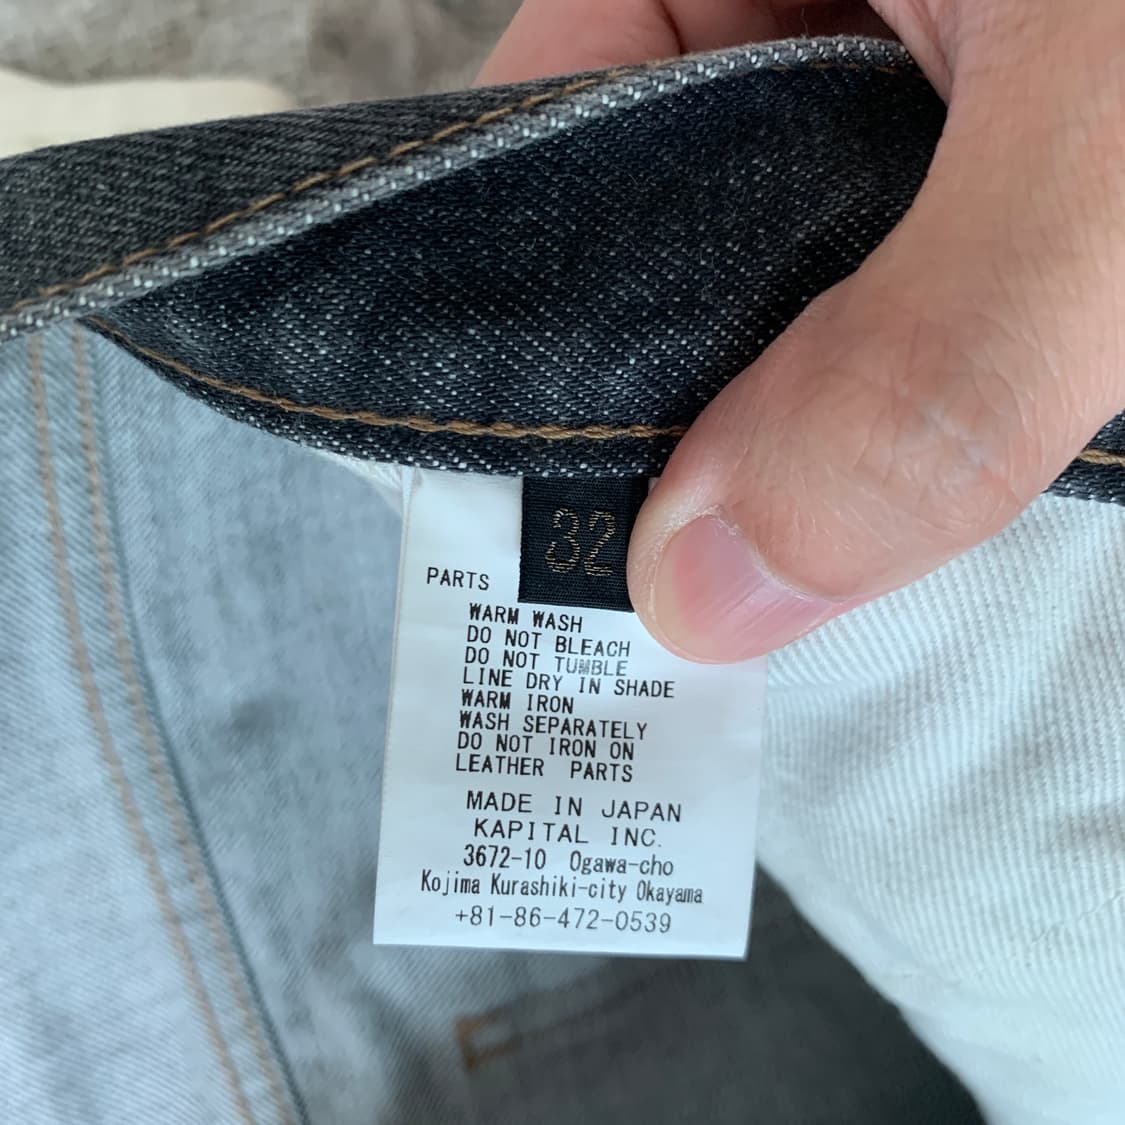 32
PARTS
WARM WASH
DO NOT BLEACH
DO NOT TUMBLE
LINE DRY IN SHADE
WARM IRON
WASH SEPARATELY
DO NOT IRON ON
LEATHER PARTS
MADE IN JAPAN
KAPITAL INC.
3672-10 Ogawa-cho
Kojima Kurashiki-city Okayama
+81-86-472-0539